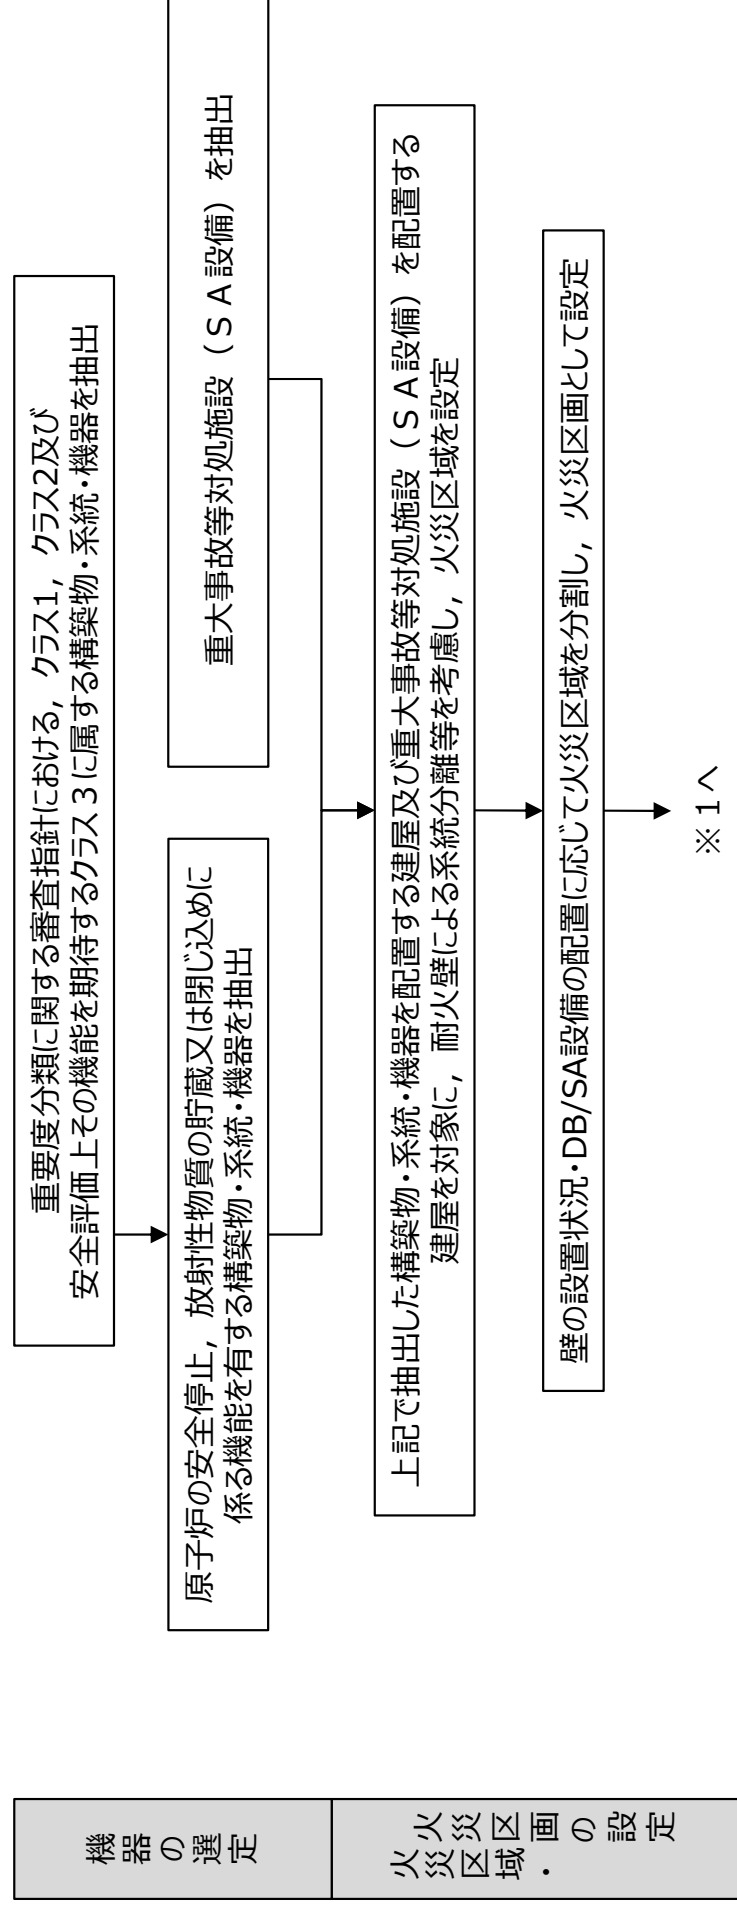 機器の選定
火災区域・
火災区画の設定
重要度分類に関する審査指針における，クラス1，クラス2及び
安全評価上その機能を期待するクラス３に属する構築物・系統・機器を抽出
原子炉の安全停止，放射性物質の貯蔵又は閉じ込めに
係る機能を有する構築物・系統・機器を抽出
重大事故等対処施設（ＳＡ設備）を抽出
上記で抽出した構築物・系統・機器を配置する建屋及び重大事故等対処施設（ＳＡ設備）を配置する
建屋を対象に，耐火壁による系統分離等を考慮し，火災区域を設定
壁の設置状況・DB/SA設備の配置に応じて火災区域を分割し，火災区画として設定
※１へ